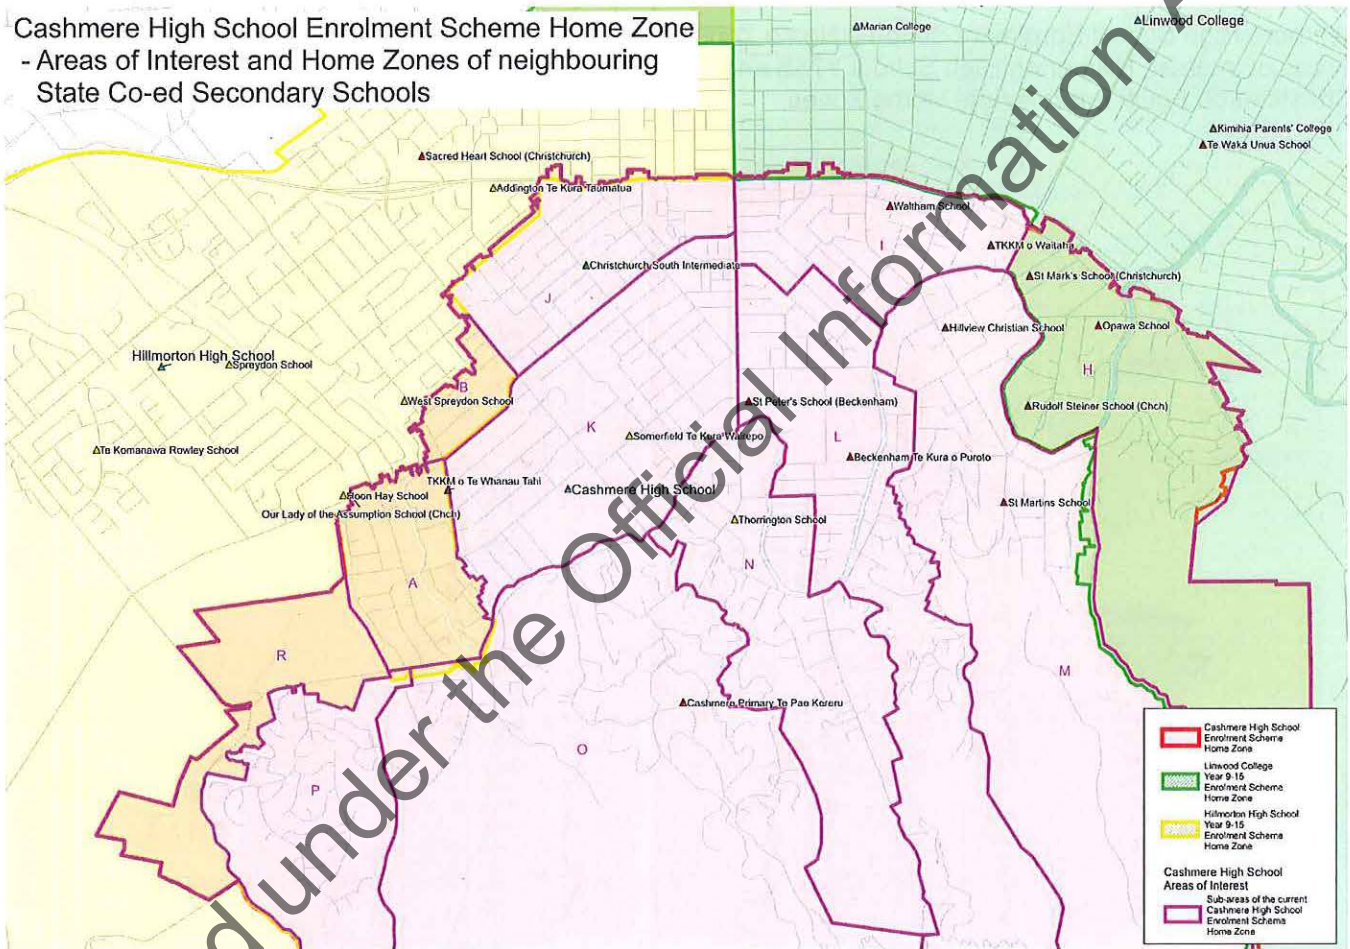 Cashmere High School Enrolment Scheme Home Zone
- Areas of Interest and Home Zones of neighbouring
State Co-ed Secondary Schools
Marian College
Linwood College
Kimihia Parents' College
Te Waka Unua School
Sacred Heart School (Christchurch)
Addington Te Kura Taumatua
Waltham School
I
TKKM o Waitaha
Christchurch South Intermediate
St Mark's School (Christchurch)
J
Hillview Christian School
Opawa School
Hillmorton High School
Spreydon School
H
B
West Spreydon School
St Peter's School (Beckenham)
Rudolf Steiner School (Chch)
K
Somerfield Te Kura Wairepo
L
Te Komanawa Rowley School
Beckenham Te Kura o Puroto
TKKM o Te Whanau Tahi
Hoon Hay School
Cashmere High School
Our Lady of the Assumption School (Chch)
St Martins School
Thorrington School
N
A
R
M
Cashmere Primary Te Pae Kereru
O
P
Cashmere High School
Enrolment Scheme
Home Zone
Linwood College
Year 9-15
Enrolment Scheme
Home Zone
Hillmorton High School
Year 9-15
Enrolment Scheme
Home Zone
Cashmere High School
Areas of Interest
Sub-areas of the current
Cashmere High School
Enrolment Scheme
Home Zone
d under the Official Information A